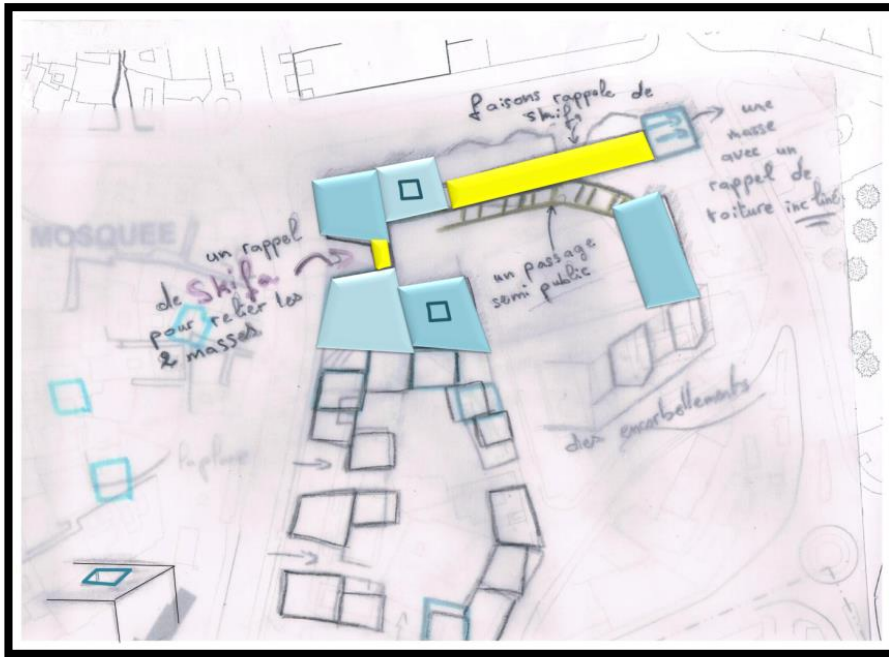 faisons rappele de
skifa
une
masse
avec un
rappel de
toiture incliné
MOSQUEE
un rappel
de Skifa
pour relier les
2 masses.
un passage
semi public
des encorbellements